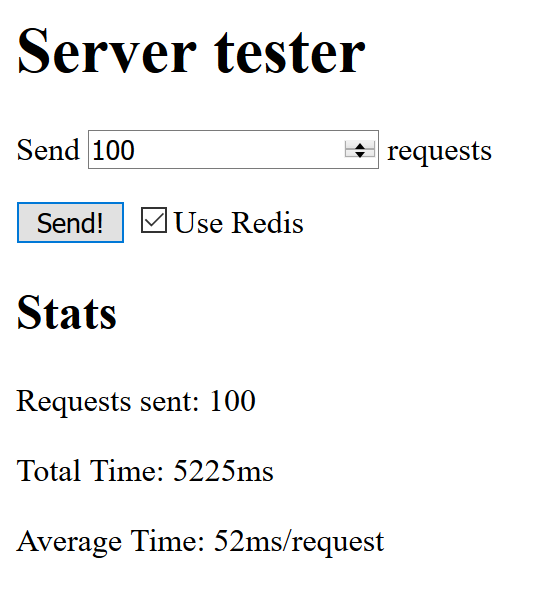 Server tester
Send 100 requests
Send! Use Redis
Stats
Requests sent: 100
Total Time: 5225ms
Average Time: 52ms/request